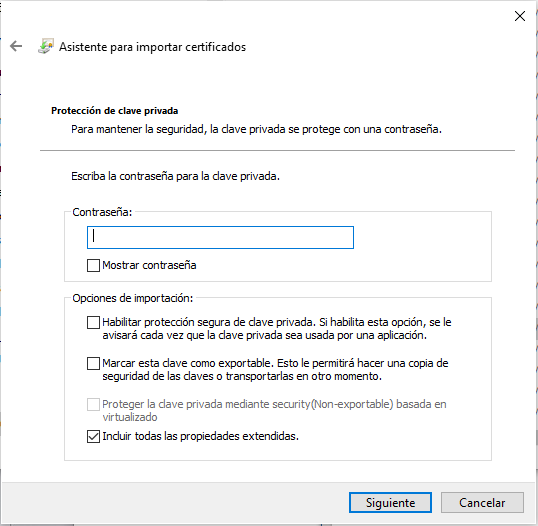 Asistente para importar certificados
Protección de clave privada
Para mantener la seguridad, la clave privada se protege con una contraseña.
Escriba la contraseña para la clave privada.
Contraseña:
Mostrar contraseña
Opciones de importación:
Habilitar protección segura de clave privada. Si habilita esta opción, se le
avisará cada vez que la clave privada sea usada por una aplicación.
Marcar esta clave como exportable. Esto le permitirá hacer una copia de
seguridad de las claves o transportarlas en otro momento.
Proteger la clave privada mediante security(Non-exportable) basada en
virtualizado
Incluir todas las propiedades extendidas.
Siguiente
Cancelar